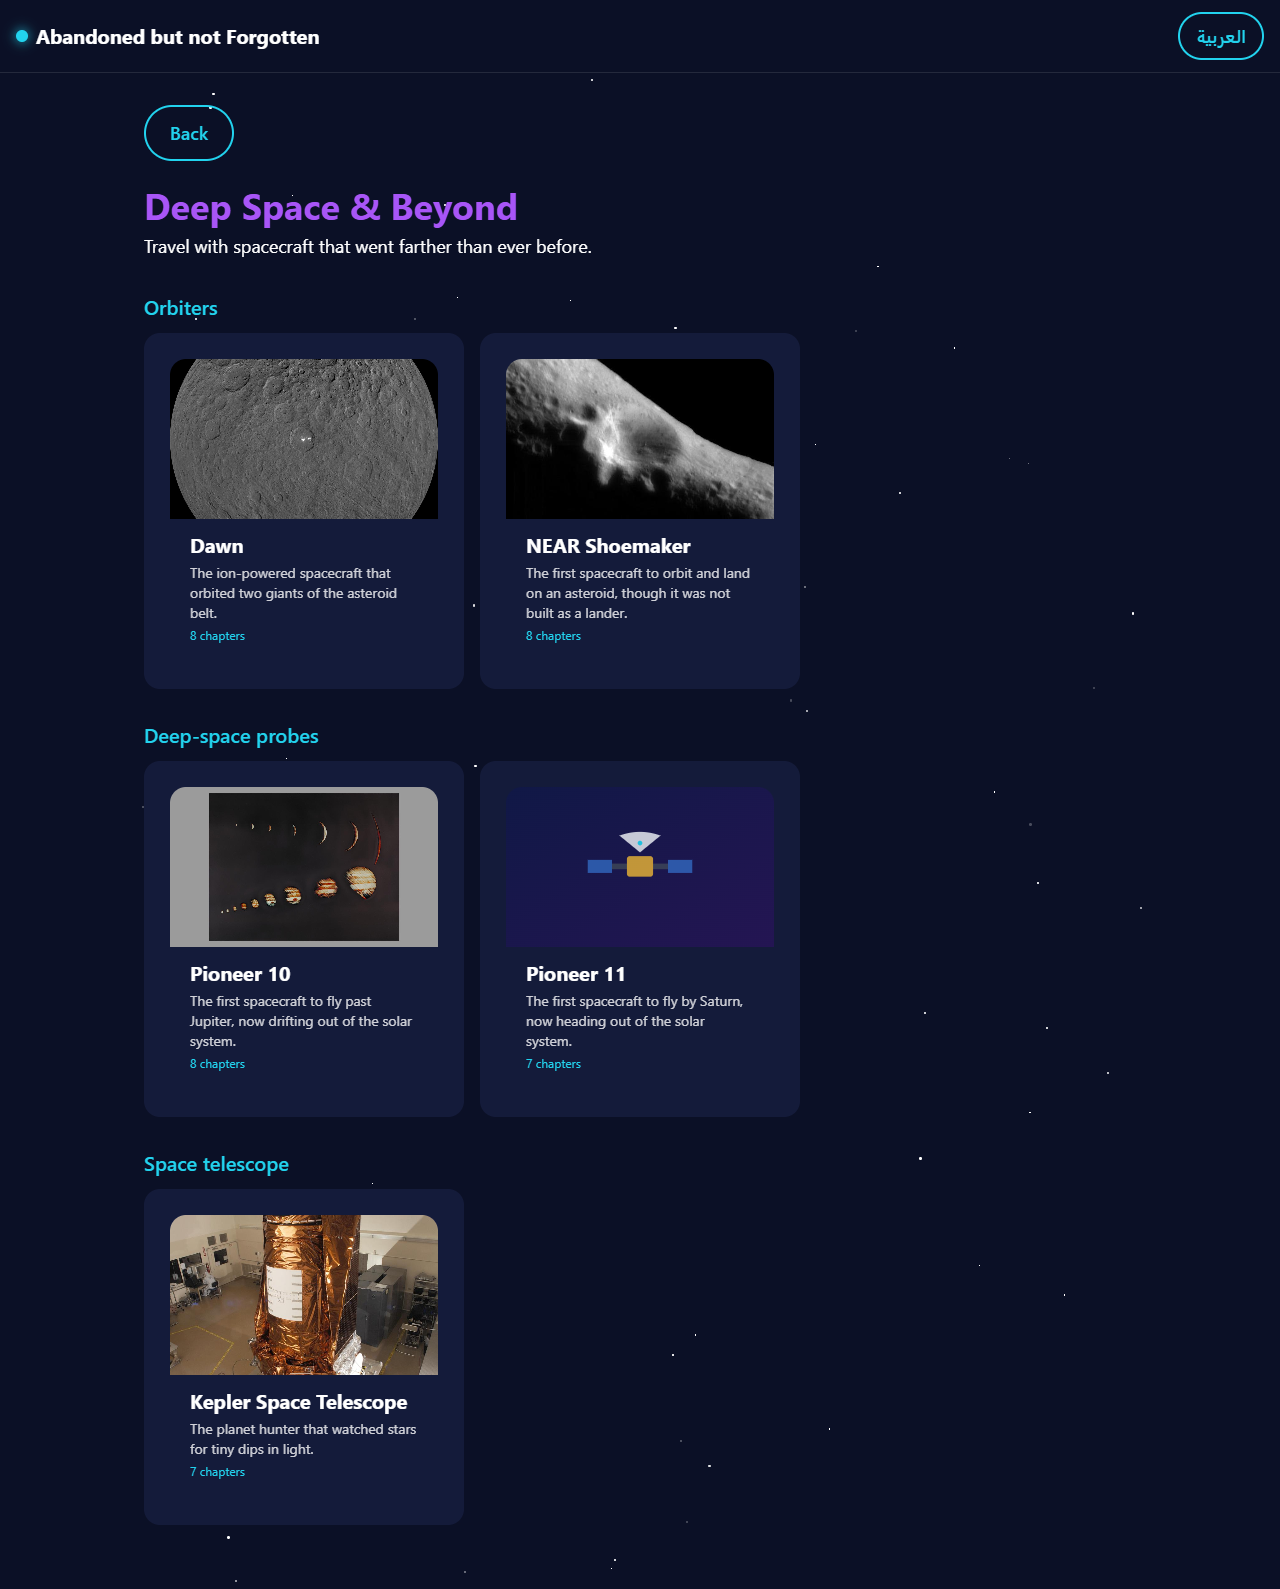 Abandoned but not Forgotten
العربية
Back
Deep Space & Beyond
Travel with spacecraft that went farther than ever before.
Orbiters
Dawn
The ion-powered spacecraft that
orbited two giants of the asteroid
belt.
8 chapters
NEAR Shoemaker
The first spacecraft to orbit and land
on an asteroid, though it was not
built as a lander.
8 chapters
Deep-space probes
Pioneer 10
The first spacecraft to fly past
Jupiter, now drifting out of the solar
system.
8 chapters
Pioneer 11
The first spacecraft to fly by Saturn,
now heading out of the solar
system.
7 chapters
Space telescope
Kepler Space Telescope
The planet hunter that watched stars
for tiny dips in light.
7 chapters